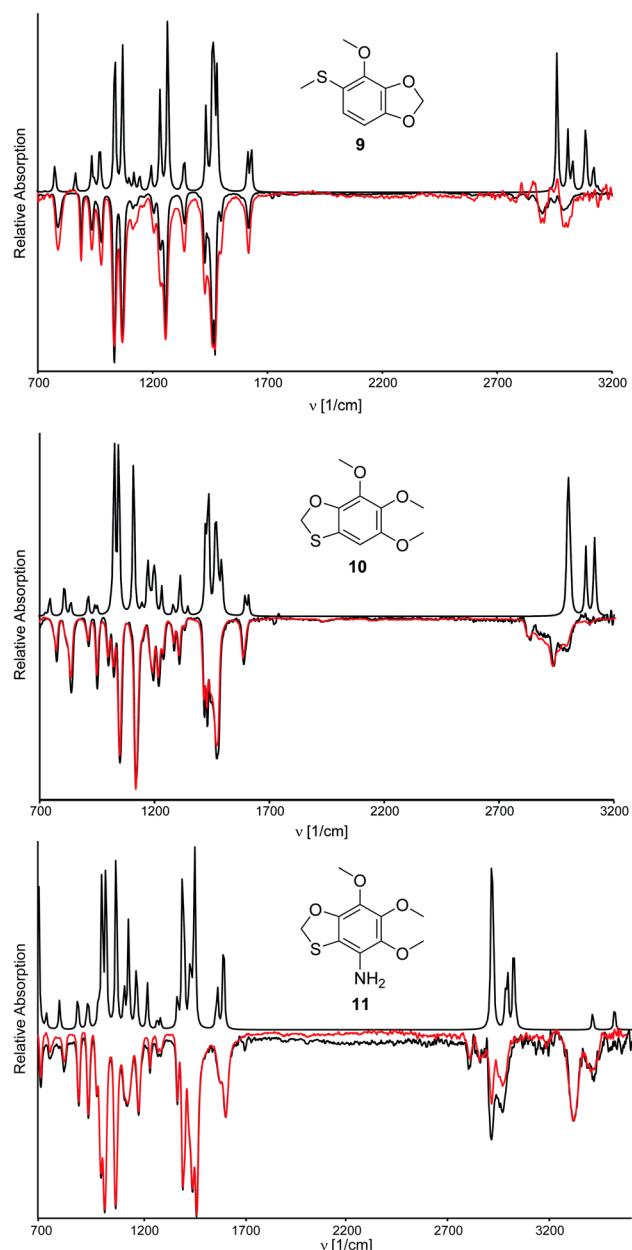 Relative Absorption
O
S
O
O
9
700 1200 1700 2200 2700 3200
ν [1/cm]
Relative Absorption
O
O
O
S
O
10
700 1200 1700 2200 2700 3200
ν [1/cm]
Relative Absorption
O
O
O
S
O
NH2
11
700 1200 1700 2200 2700 3200
ν [1/cm]